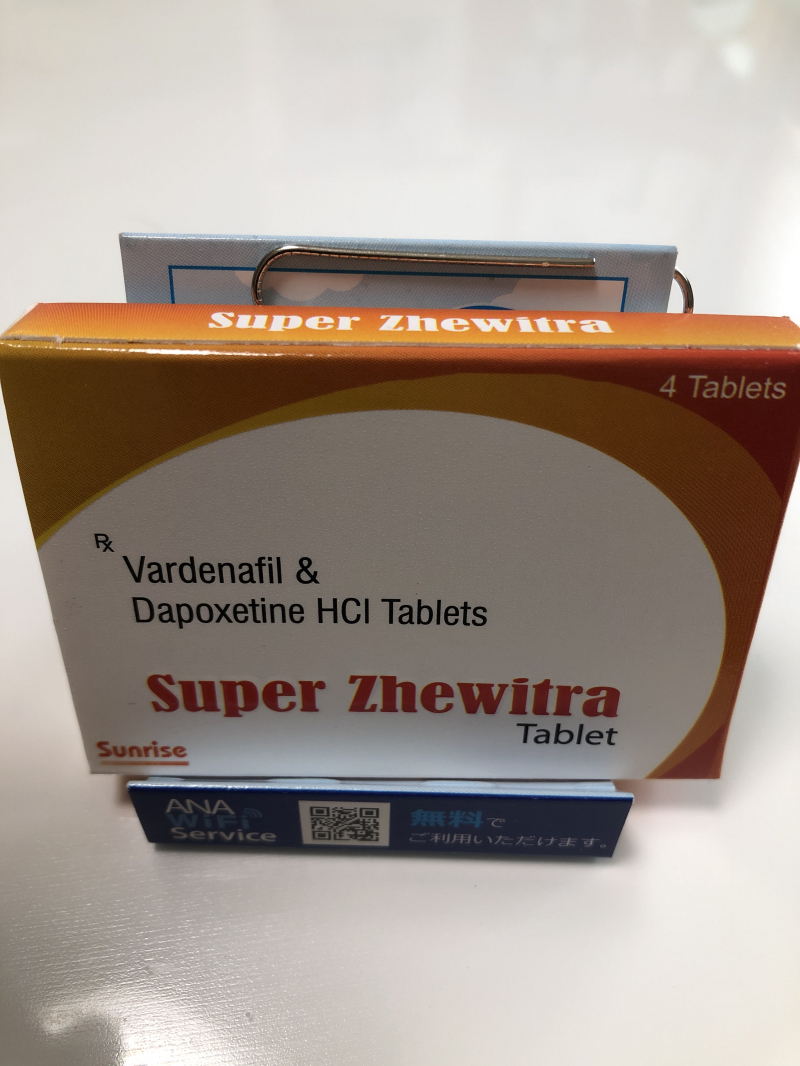 Super Zhewitra
4 Tablets
Rx
Vardenafil &
Dapoxetine HCl Tablets
Super Zhewitra
Tablet
Sunrise
ANA
WiFi
Service
無料で
ご利用いただけます。